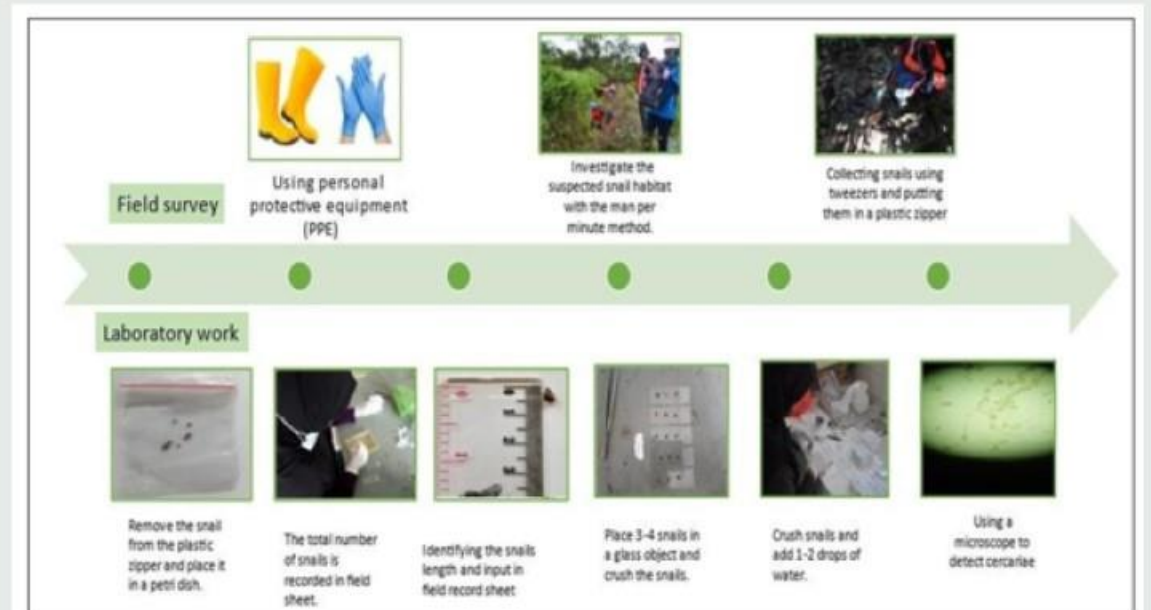 Using personal
protective equipment
(PPE)
Investigate the
suspected snail habitat
with the man per
minute method.
Collecting snails using
tweezers and putting
them in a plastic zipper
Field survey
Laboratory work
Remove the snail
from the plastic
zipper and place it
in a petri dish.
The total number
of snails is
recorded in field
sheet.
Identifying the snails
length and input in
field record sheet
Place 3-4 snails in
a glass object and
crush the snails.
Crush snails and
add 1-2 drops of
water.
Using a
microscope to
detect cercariae